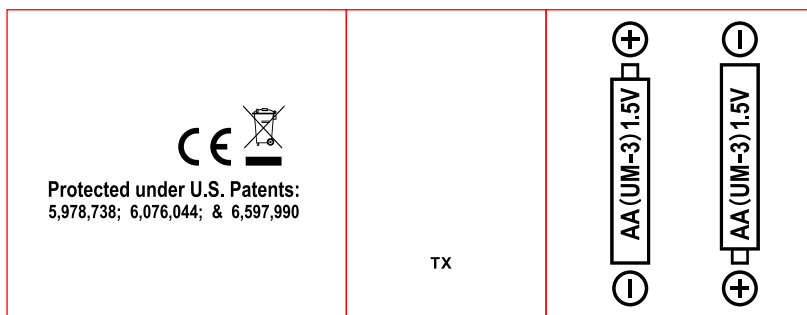 CE
Protected under U.S. Patents:
5,978,738; 6,076,044; & 6,597,990
TX
+
AA(UM-3)1.5V
-
-
AA(UM-3)1.5V
+